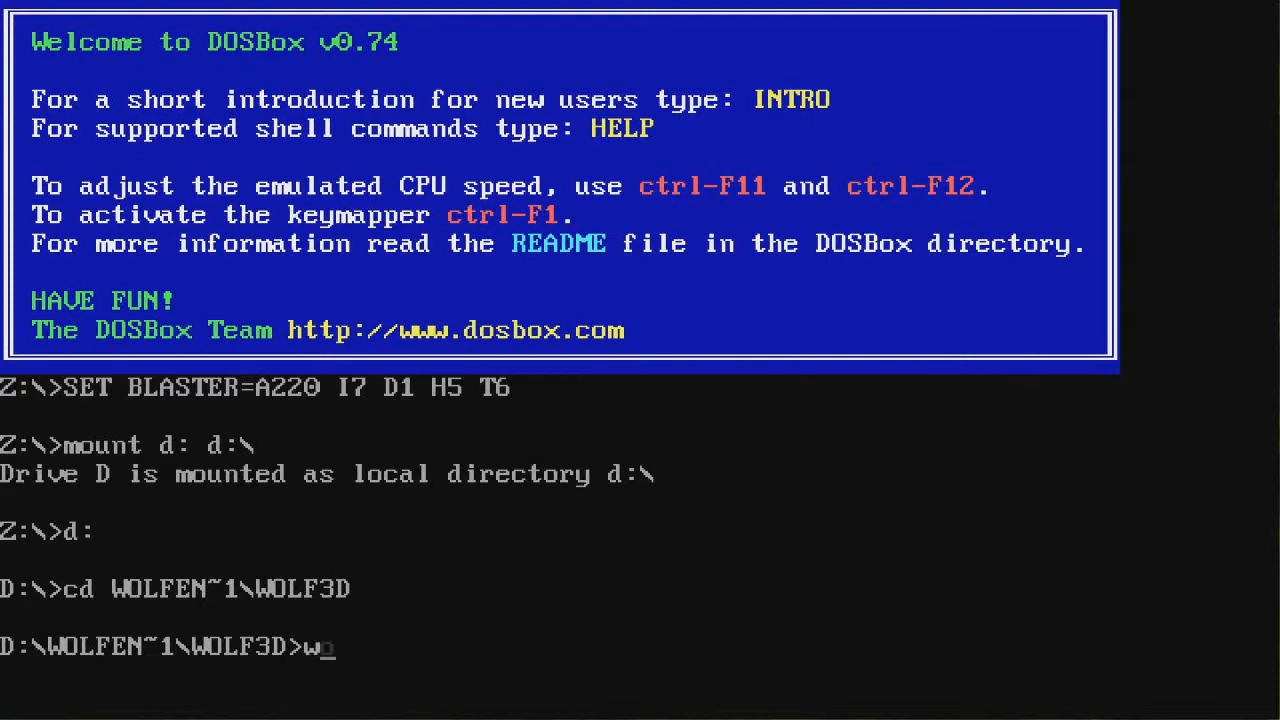 Welcome to DOSBox v0.74
For a short introduction for new users type: INTRO
For supported shell commands type: HELP
To adjust the emulated CPU speed, use ctrl-F11 and ctrl-F12.
To activate the keymapper ctrl-F1.
For more information read the README file in the DOSBox directory.
HAVE FUN!
The DOSBox Team http://www.dosbox.com
Z:\>SET BLASTER=A220 I7 D1 H5 T6
Z:\>mount d: d:\
Drive D is mounted as local directory d:\
Z:\>d:
D:\>cd WOLFEN~1\WOLF3D
D:\WOLFEN~1\WOLF3D>wo